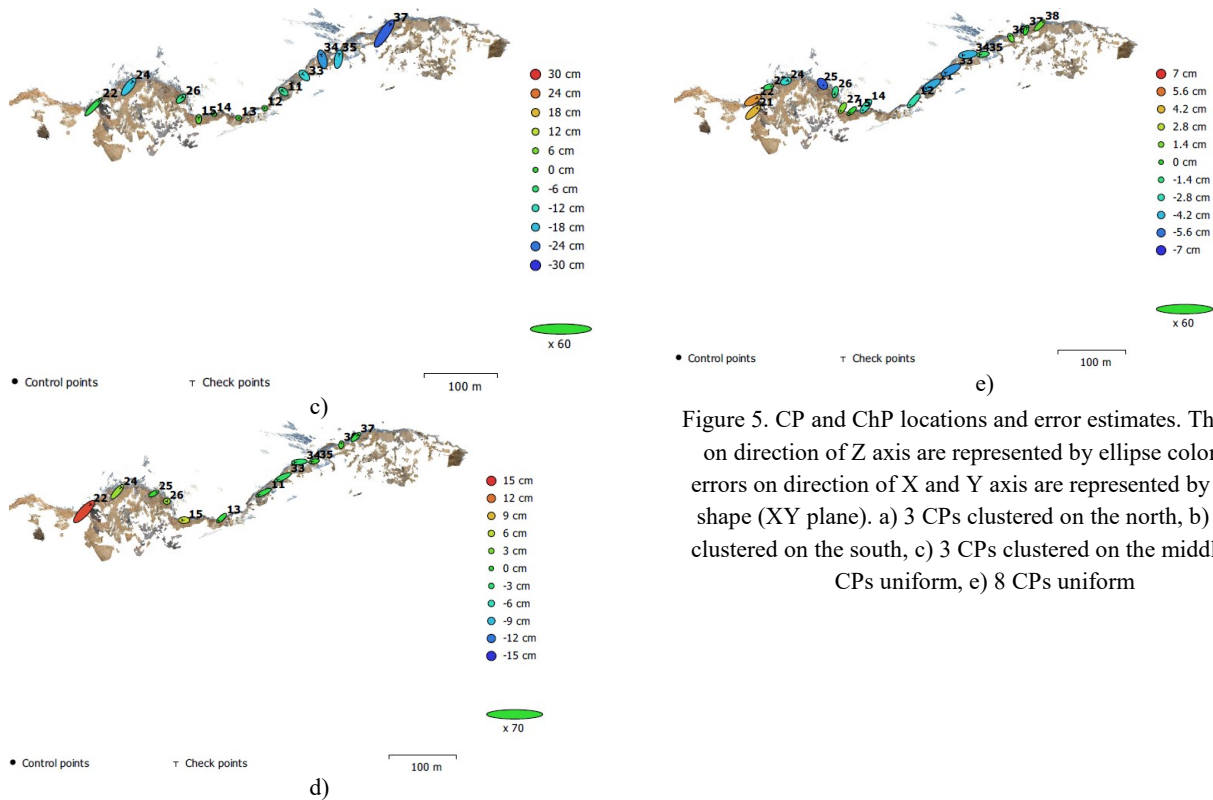 37
34 35
24
33
22
26
11
15 14
13
12
30 cm
24 cm
18 cm
12 cm
6 cm
0 cm
-6 cm
-12 cm
-18 cm
-24 cm
-30 cm
x 60
Control points
Check points
100 m
c)
37
24
25
34 35
33
22
26
11
15
13
15 cm
12 cm
9 cm
6 cm
3 cm
0 cm
-3 cm
-6 cm
-9 cm
-12 cm
-15 cm
x 70
Control points
Check points
100 m
d)
37 38
36
34 35
33
24
25
22
26
21
27
14
15
12
7 cm
5.6 cm
4.2 cm
2.8 cm
1.4 cm
0 cm
-1.4 cm
-2.8 cm
-4.2 cm
-5.6 cm
-7 cm
x 60
Control points
Check points
100 m
e)
Figure 5. CP and ChP locations and error estimates. Th
on direction of Z axis are represented by ellipse color
errors on direction of X and Y axis are represented by
shape (XY plane). a) 3 CPs clustered on the north, b)
clustered on the south, c) 3 CPs clustered on the middl
CPs uniform, e) 8 CPs uniform